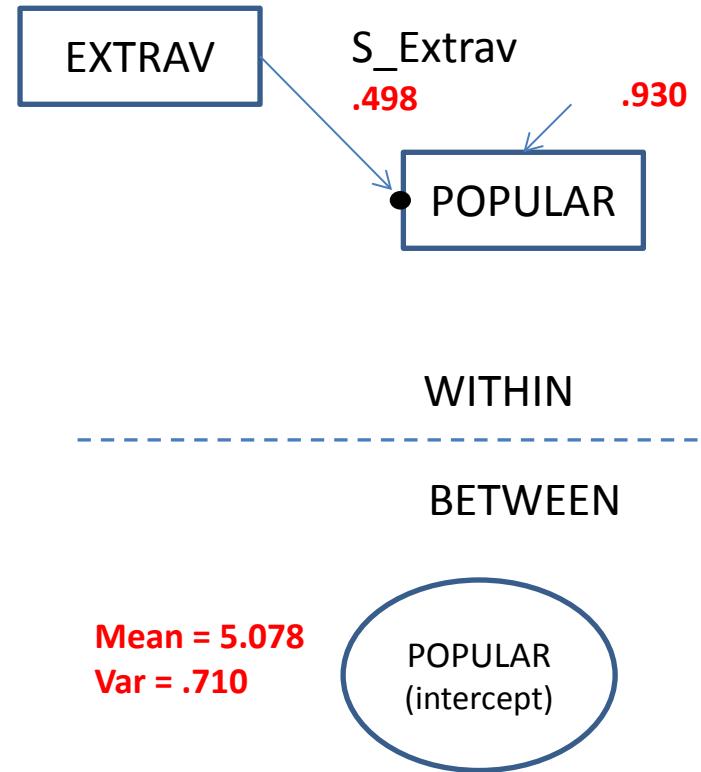 EXTRAV
S_Extrav
.498
.930
POPULAR
WITHIN
BETWEEN
Mean = 5.078
Var = .710
POPULAR
(intercept)